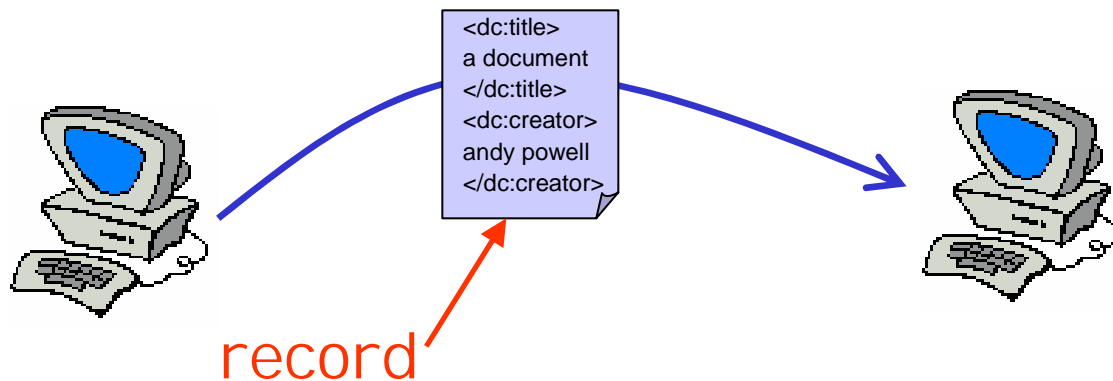 <dc:title>
a document
</dc:title>
<dc:creator>
andy powell
</dc:creator>
record